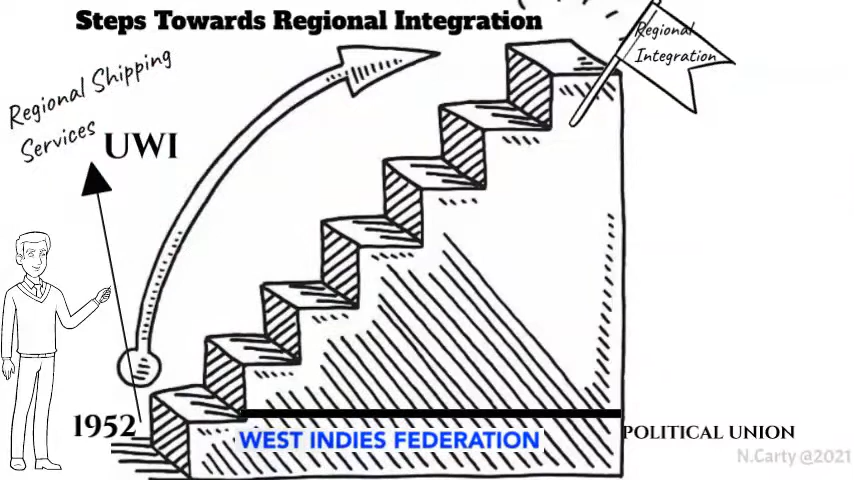 Steps Towards Regional Integration
Regional
Integration
Regional Shipping
Services
UWI
1952
WEST INDIES FEDERATION
POLITICAL UNION
N.Carty @2021